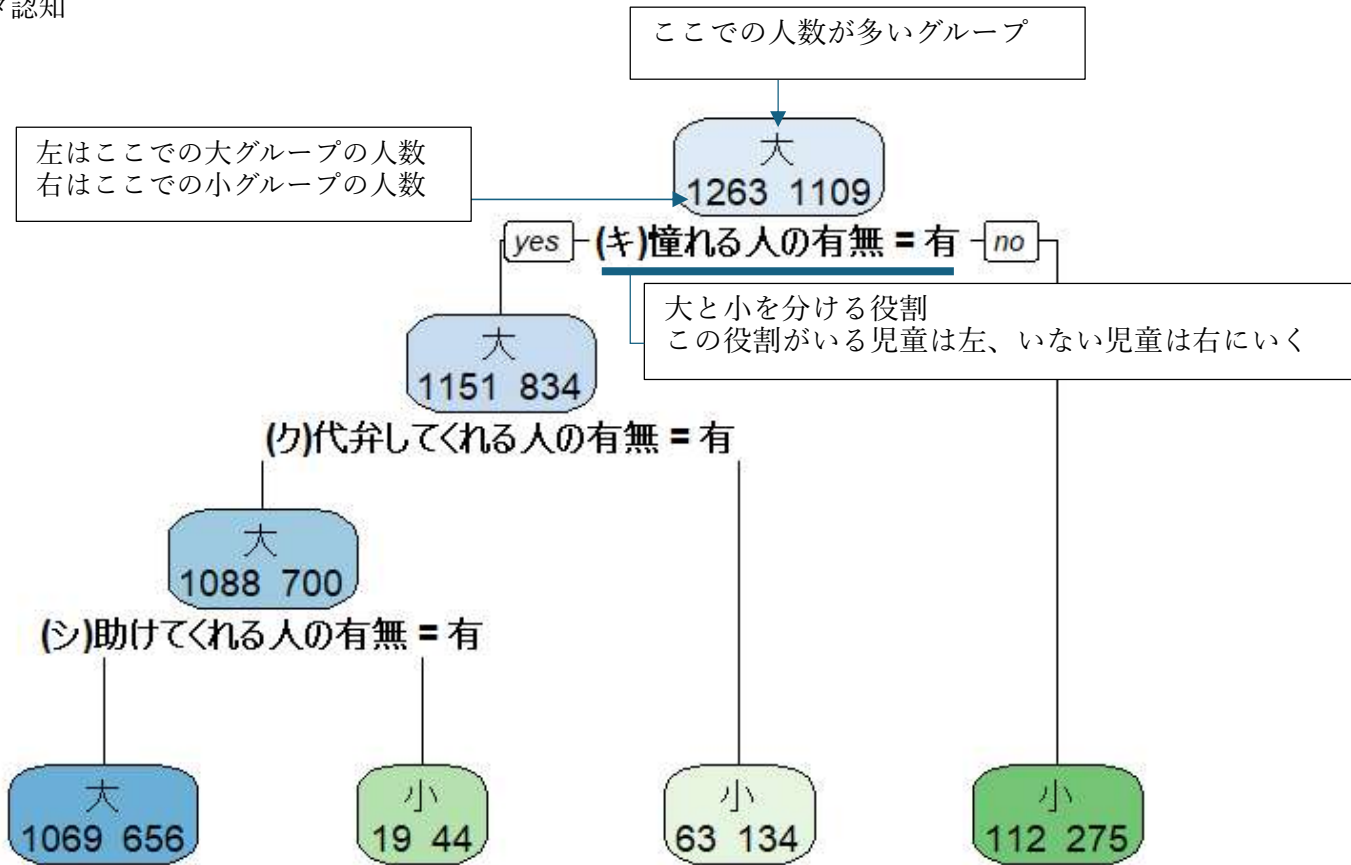 認知
ここでの人数が多いグループ
左はここでの大グループの人数
右はここでの小グループの人数
大
1263 1109
yes
(キ)憧れる人の有無 = 有
no
大と小を分ける役割
この役割がいる児童は左、いない児童は右にいく
大
1151 834
(ク)代弁してくれる人の有無 = 有
大
1088 700
(シ)助けてくれる人の有無 = 有
大
1069 656
小
19 44
小
63 134
小
112 275